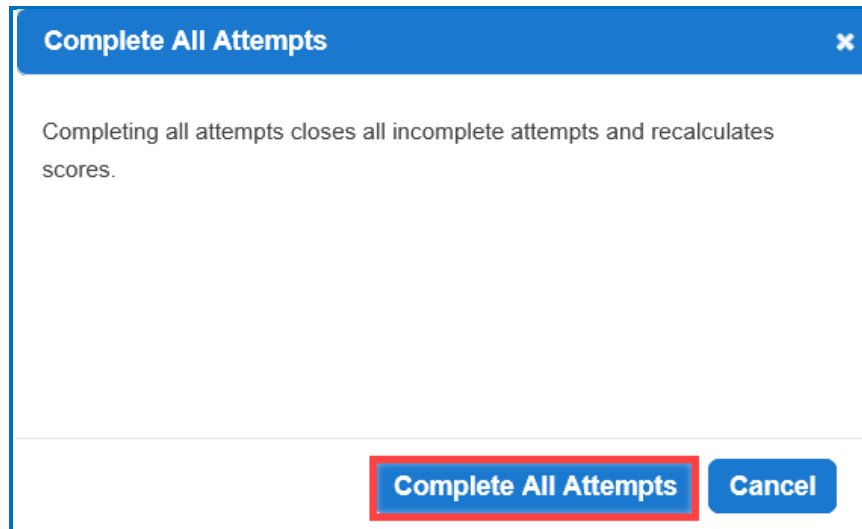 Complete All Attempts
Completing all attempts closes all incomplete attempts and recalculates
scores.
Complete All Attempts Cancel